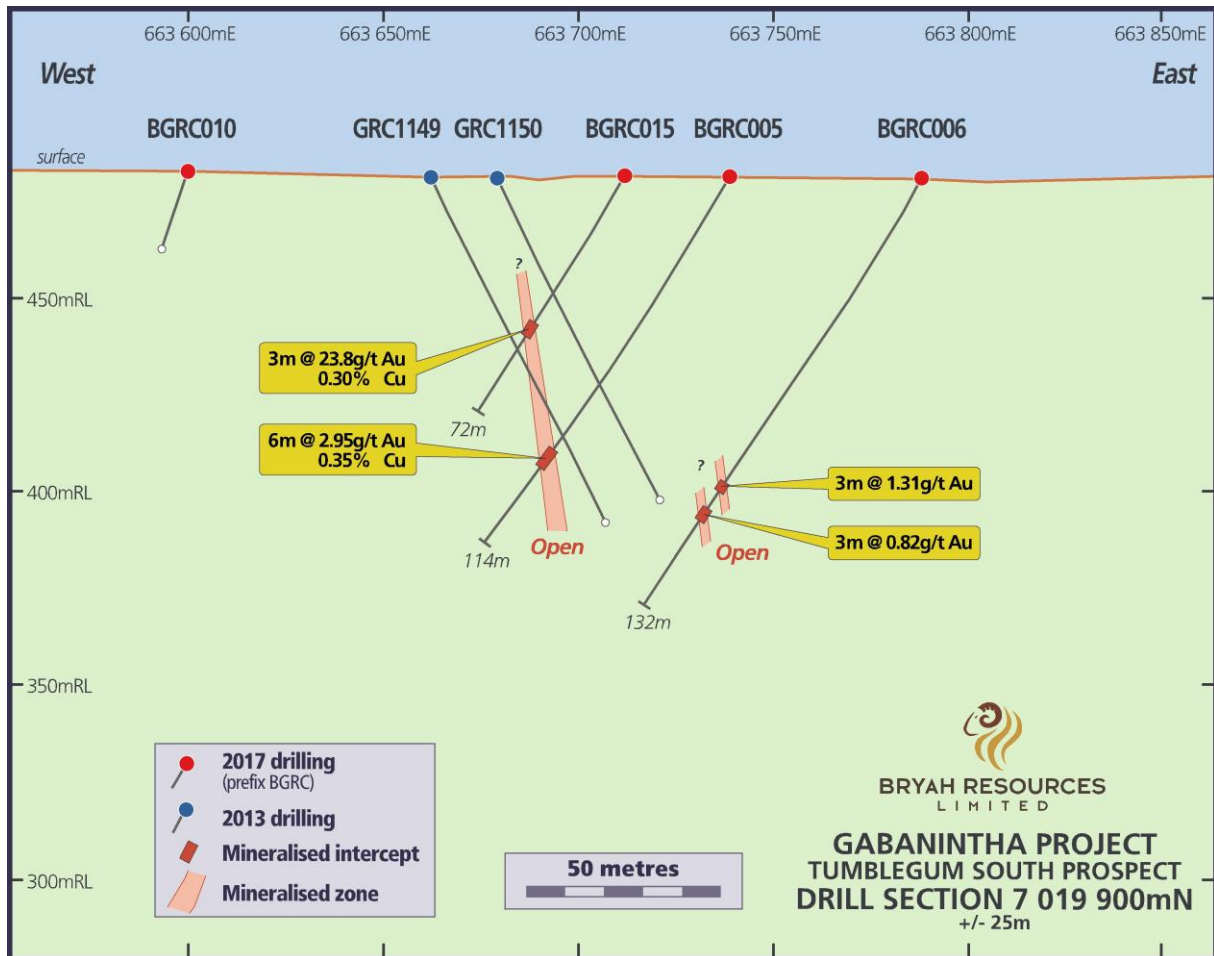 663 600mE
663 650mE
663 700mE
663 750mE
663 800mE
663 850mE
West
East
BGRC010
GRC1149
GRC1150
BGRC015
BGRC005
BGRC006
surface
450mRL
?
3m @ 23.8g/t Au
0.30% Cu
72m
6m @ 2.95g/t Au
0.35% Cu
?
3m @ 1.31g/t Au
400mRL
3m @ 0.82g/t Au
Open
Open
114m
132m
350mRL
2017 drilling
(prefix BGRC)
2013 drilling
Mineralised intercept
Mineralised zone
50 metres
300mRL
BRYAH RESOURCES
LIMITED
GABANINTHA PROJECT
TUMBLEGUM SOUTH PROSPECT
DRILL SECTION 7 019 900mN
+/- 25m